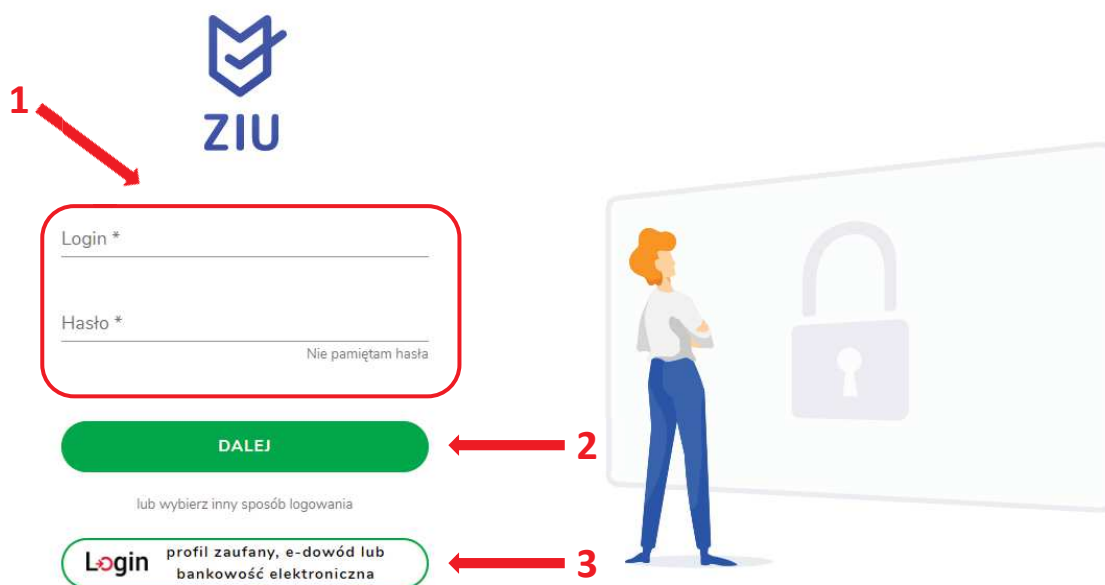 1
ZIU
Login *
Hasło *
Nie pamiętam hasła
DALEJ
2
lub wybierz inny sposób logowania
Login
profil zaufany, e-dowód lub
bankowość elektroniczna
3